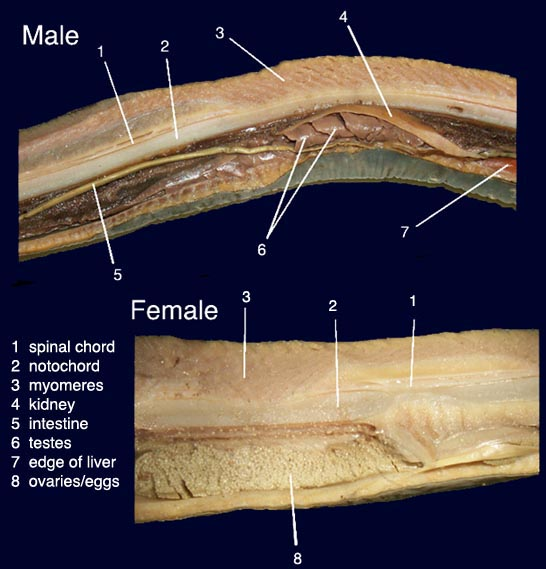 Male
1
2
3
4
5
6
7
Female
3
2
1
1 spinal chord
2 notochord
3 myomeres
4 kidney
5 intestine
6 testes
7 edge of liver
8 ovaries/eggs
8